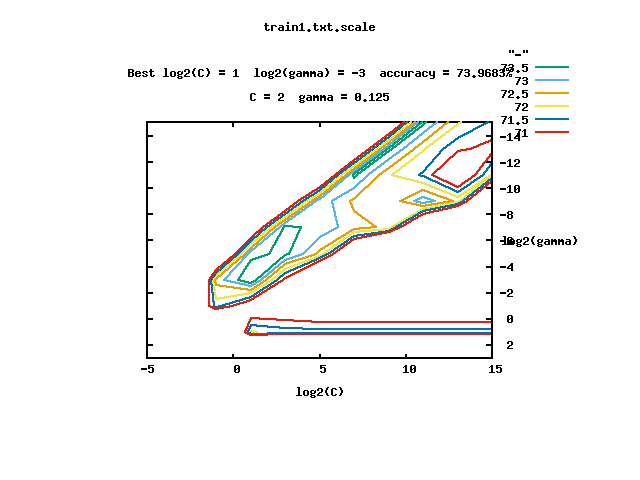 train1.txt.scale
"-"
Best log2(C) = 1 log2(gamma) = -3 accuracy = 73.9683%
73.5
73
72.5
72
71.5
71
C = 2 gamma = 0.125
-14
-12
-10
-8
-6
log2(gamma)
-4
-2
0
2
-5 0 5 10 15
log2(C)